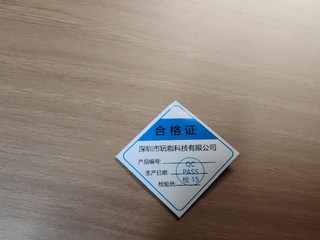 合格证
深圳市玩咖科技有限公司
产品编号:
QC
生产日期:
PASS
检验员:
检 15